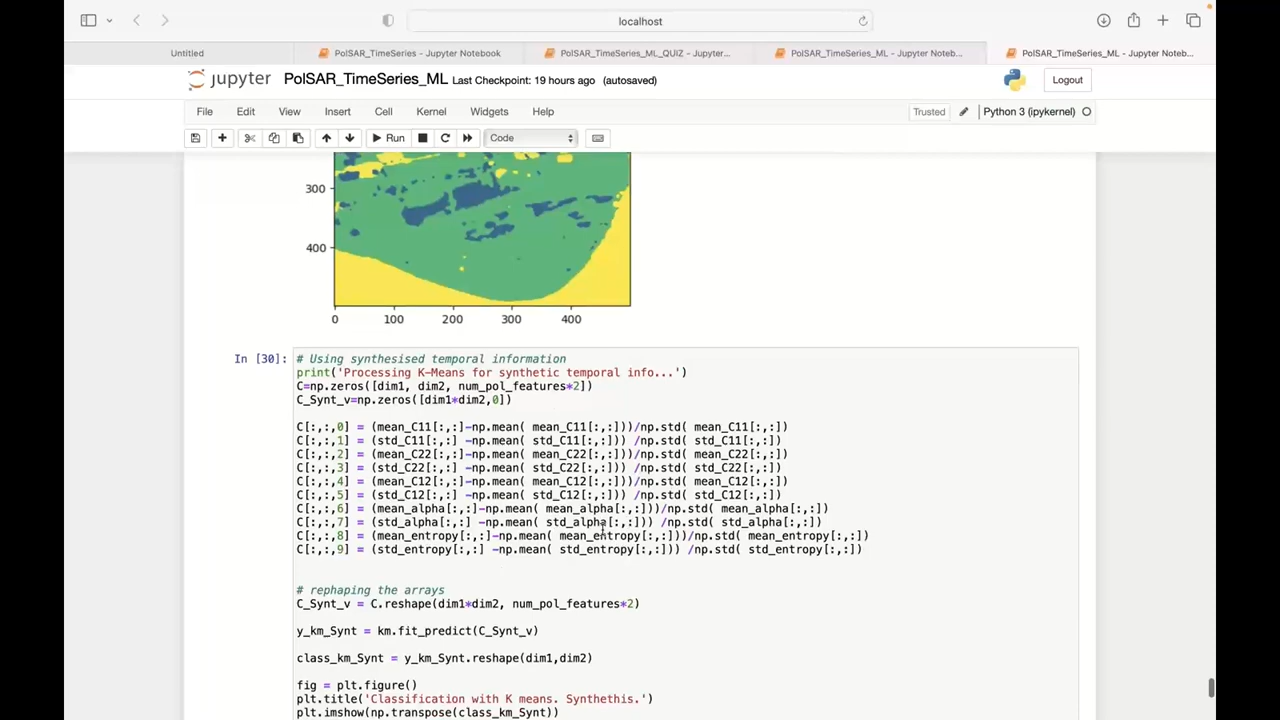 localhost
Untitled
PolSAR_TimeSeries - Jupyter Notebook
PolSAR_TimeSeries_ML_QUIZ - Jupyter...
PolSAR_TimeSeries_ML - Jupyter Noteb...
PolSAR_TimeSeries_ML - Jupyter Noteb...
jupyter PolSAR_TimeSeries_ML Last Checkpoint: 19 hours ago (autosaved)
Logout
File Edit View Insert Cell Kernel Widgets Help
Trusted
Python 3 (ipykernel)
Run
Code
300
400
0 100 200 300 400
In [30]:
# Using synthesised temporal information
print('Processing K-Means for synthetic temporal info...')
C=np.zeros([dim1, dim2, num_pol_features*2])
C_Synt_v=np.zeros([dim1*dim2,0])
C[:,:,0] = (mean_C11[:,:]-np.mean( mean_C11[:,:]))/np.std( mean_C11[:,:])
C[:,:,1] = (std_C11[:,:] -np.mean( std_C11[:,:])) /np.std( std_C11[:,:])
C[:,:,2] = (mean_C22[:,:]-np.mean( mean_C22[:,:]))/np.std( mean_C22[:,:])
C[:,:,3] = (std_C22[:,:] -np.mean( std_C22[:,:])) /np.std( std_C22[:,:])
C[:,:,4] = (mean_C12[:,:]-np.mean( mean_C12[:,:]))/np.std( mean_C12[:,:])
C[:,:,5] = (std_C12[:,:] -np.mean( std_C12[:,:])) /np.std( std_C12[:,:])
C[:,:,6] = (mean_alpha[:,:]-np.mean( mean_alpha[:,:]))/np.std( mean_alpha[:,:])
C[:,:,7] = (std_alpha[:,:] -np.mean( std_alpha[:,:])) /np.std( std_alpha[:,:])
C[:,:,8] = (mean_entropy[:,:]-np.mean( mean_entropy[:,:]))/np.std( mean_entropy[:,:])
C[:,:,9] = (std_entropy[:,:] -np.mean( std_entropy[:,:])) /np.std( std_entropy[:,:])
# rephaping the arrays
C_Synt_v = C.reshape(dim1*dim2, num_pol_features*2)
y_km_Synt = km.fit_predict(C_Synt_v)
class_km_Synt = y_km_Synt.reshape(dim1,dim2)
fig = plt.figure()
plt.title('Classification with K means. Synthethis.')
plt.imshow(np.transpose(class_km_Synt))